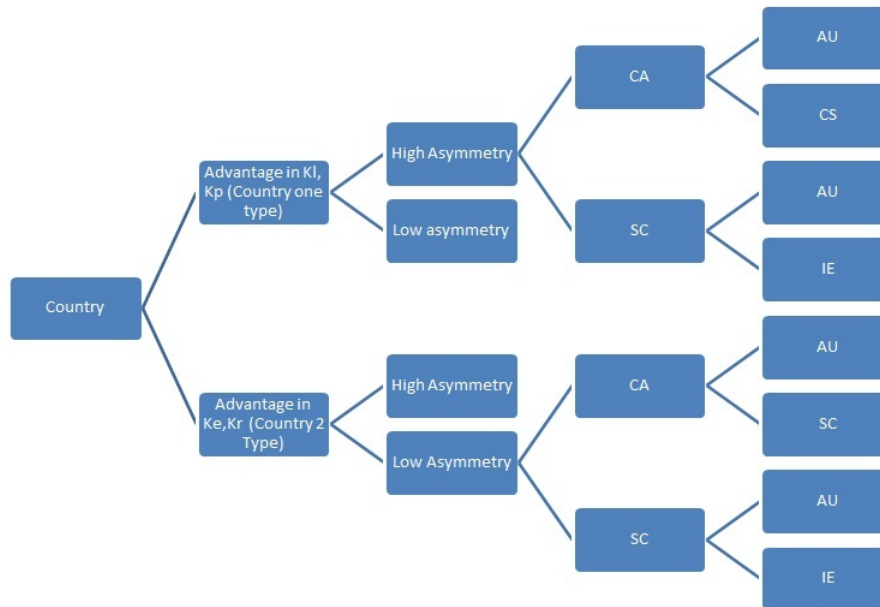 Country
Advantage in Kl,
Kp (Country one
type)
High Asymmetry
CA
AU
CS
Low asymmetry
SC
AU
IE
Advantage in
Ke,Kr (Country 2
Type)
High Asymmetry
Low Asymmetry
CA
AU
SC
SC
AU
IE